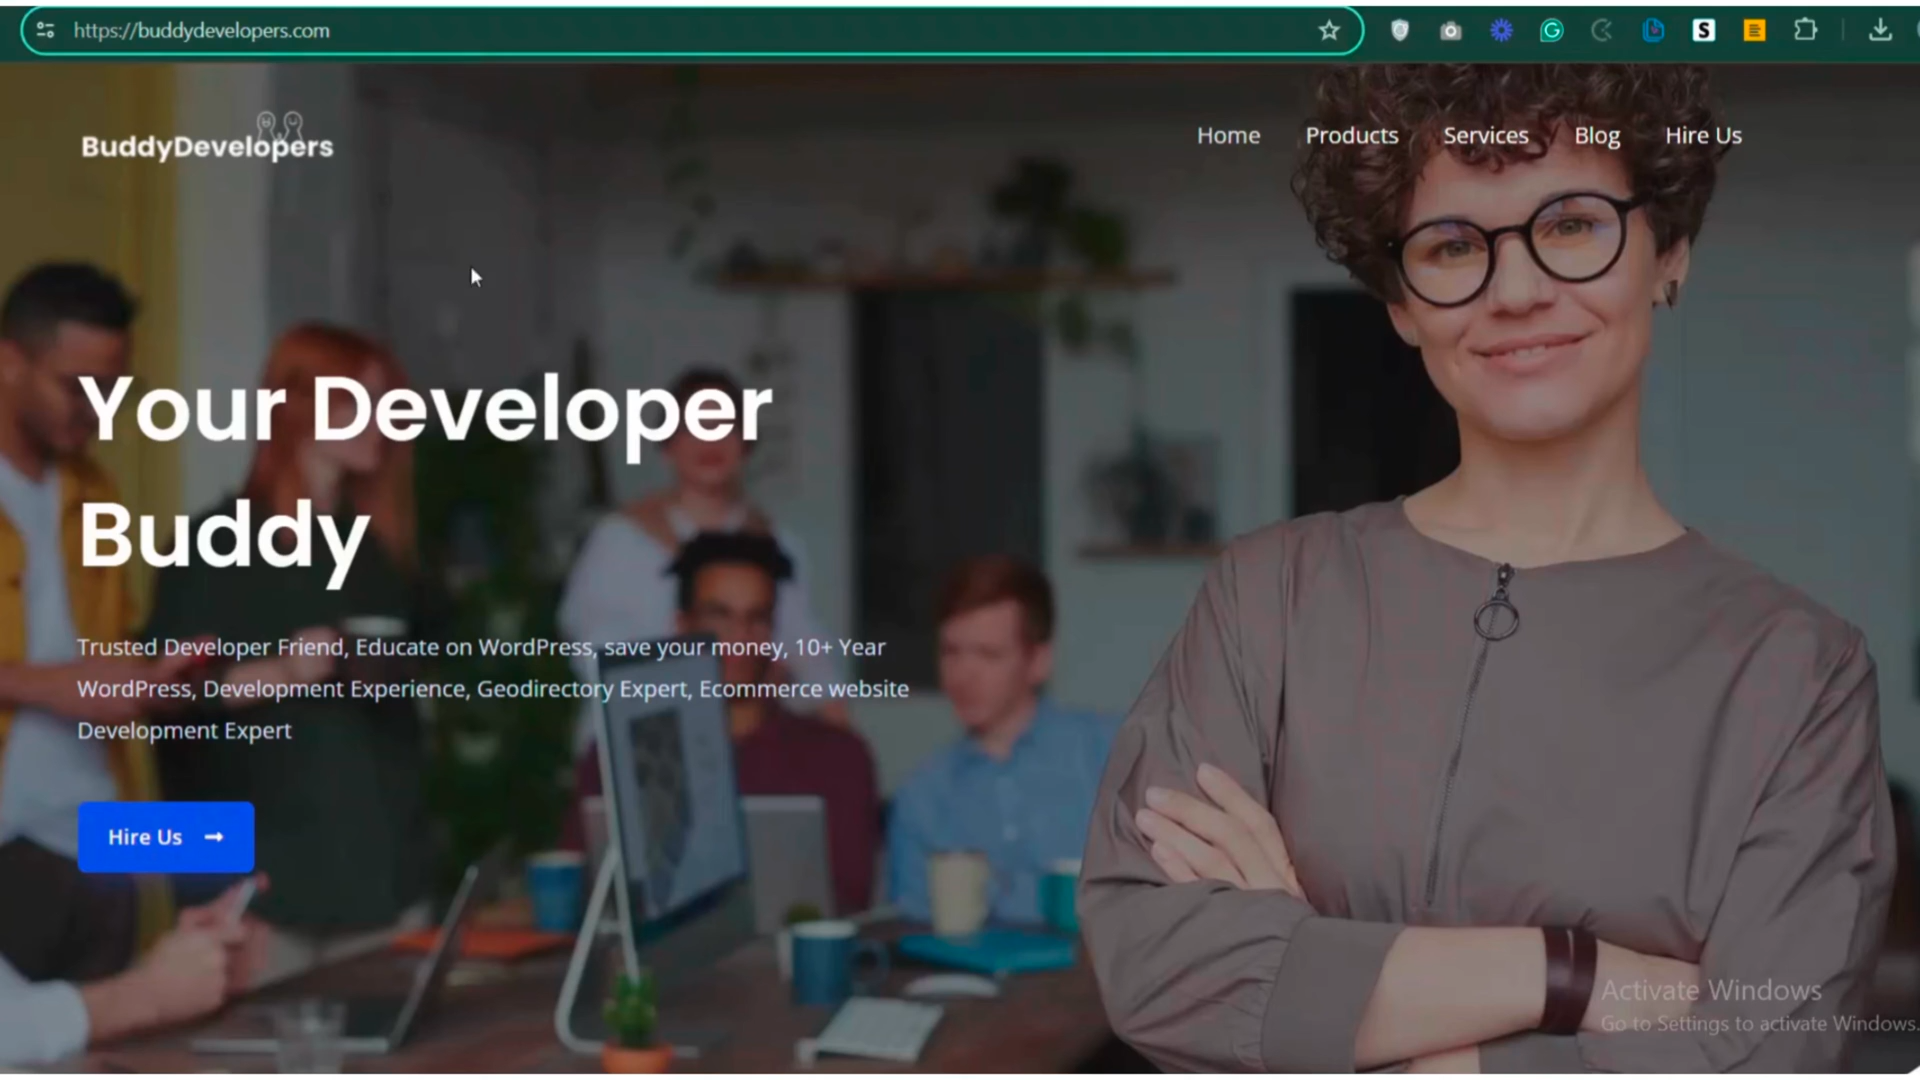 https://buddydevelopers.com
BuddyDevelopers
Home Products Services Blog Hire Us
Your Developer
Buddy
Trusted Developer Friend, Educate on WordPress, save your money, 10+ Year
WordPress, Development Experience, Geodirectory Expert, Ecommerce website
Development Expert
Hire Us
Activate Windows
Go to Settings to activate Windows.